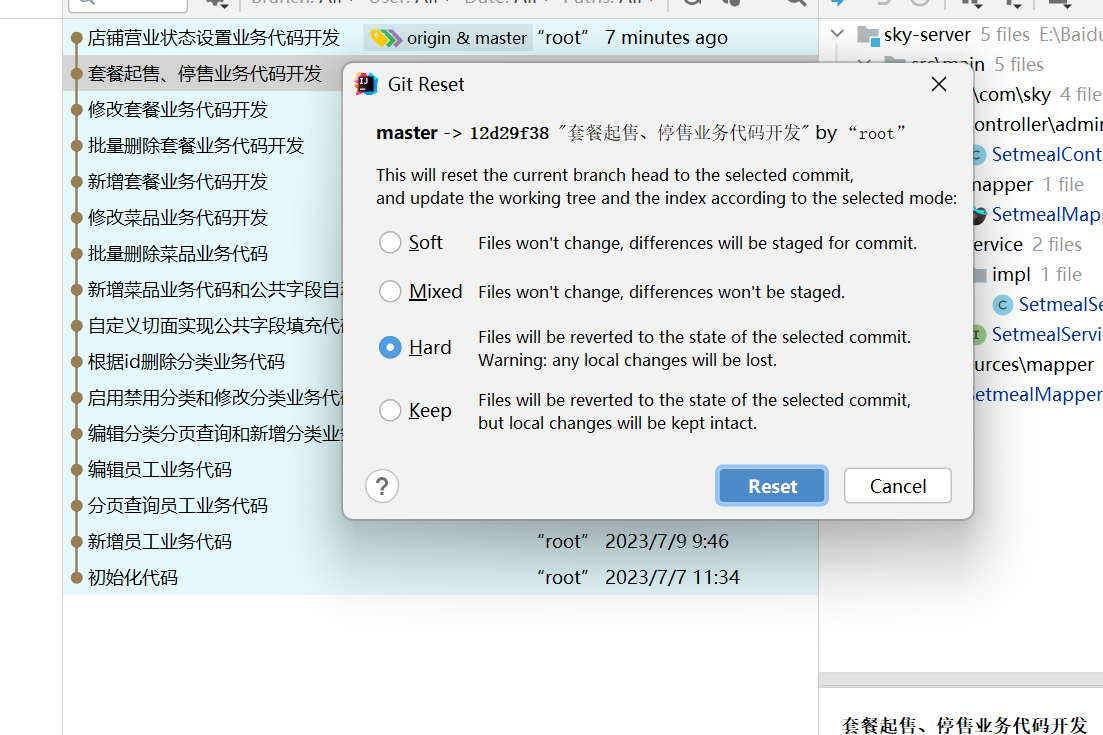 店铺营业状态设置业务代码开发 origin & master “root” 7 minutes ago
套餐起售、停售业务代码开发
修改套餐业务代码开发
批量删除套餐业务代码开发
新增套餐业务代码开发
修改菜品业务代码开发
批量删除菜品业务代码
新增菜品业务代码和公共字段自动
自定义切面实现公共字段填充代码
根据id删除分类业务代码
启用禁用分类和修改分类业务代码
编辑分类分页查询和新增分类业务
编辑员工业务代码
分页查询员工业务代码
新增员工业务代码 “root” 2023/7/9 9:46
初始化代码 “root” 2023/7/7 11:34
Git Reset
master -> 12d29f38 "套餐起售、停售业务代码开发" by “root”
This will reset the current branch head to the selected commit,
and update the working tree and the index according to the selected mode:
Soft Files won't change, differences will be staged for commit.
Mixed Files won't change, differences won't be staged.
Hard Files will be reverted to the state of the selected commit.
Warning: any local changes will be lost.
Keep Files will be reverted to the state of the selected commit,
but local changes will be kept intact.
? Reset Cancel
sky-server 5 files E:\Baidu
src\main 5 files
\com\sky 4 file
ontroller\admin
SetmealCont
mapper 1 file
SetmealMapp
ervice 2 files
impl 1 file
SetmealSe
SetmealServi
urces\mapper
etmealMapper
套餐起售、停售业务代码开发